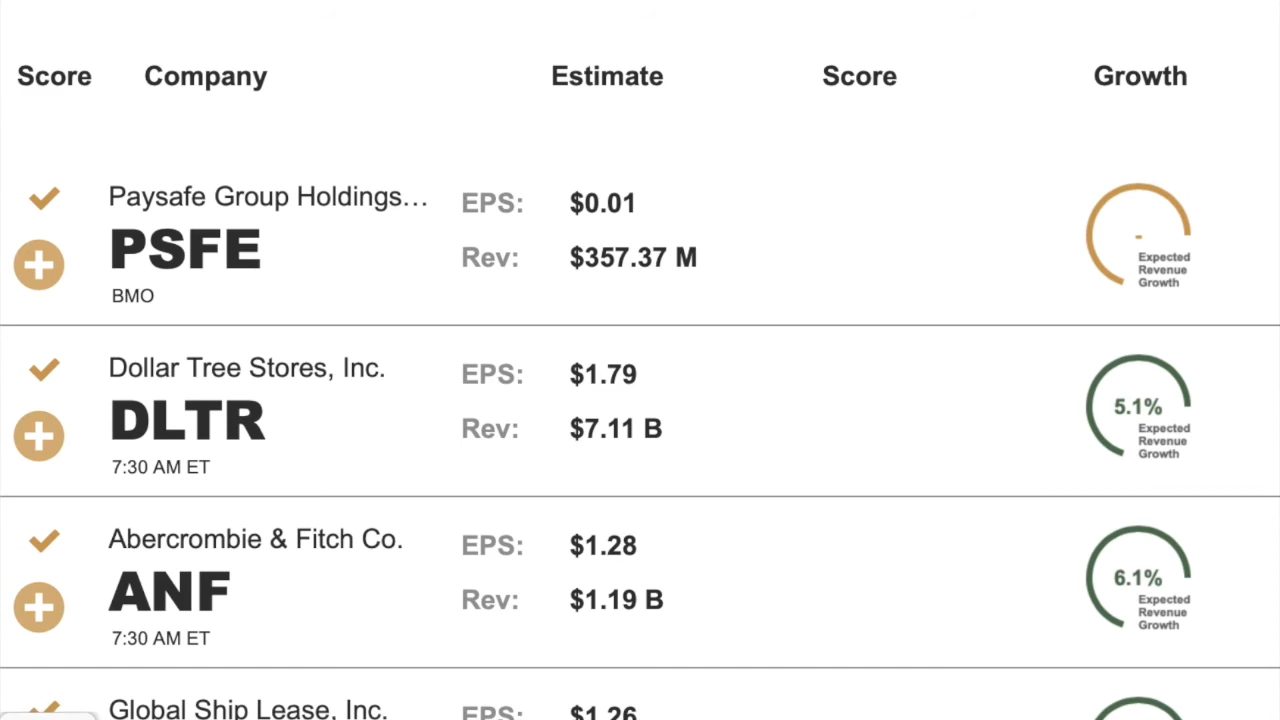 Score Company Estimate Score Growth
Paysafe Group Holdings…
PSFE
BMO
EPS: $0.01
Rev: $357.37 M
-
Expected
Revenue
Growth
Dollar Tree Stores, Inc.
DLTR
7:30 AM ET
EPS: $1.79
Rev: $7.11 B
5.1%
Expected
Revenue
Growth
Abercrombie & Fitch Co.
ANF
7:30 AM ET
EPS: $1.28
Rev: $1.19 B
6.1%
Expected
Revenue
Growth
Global Ship Lease, Inc.
EPS: $1.26